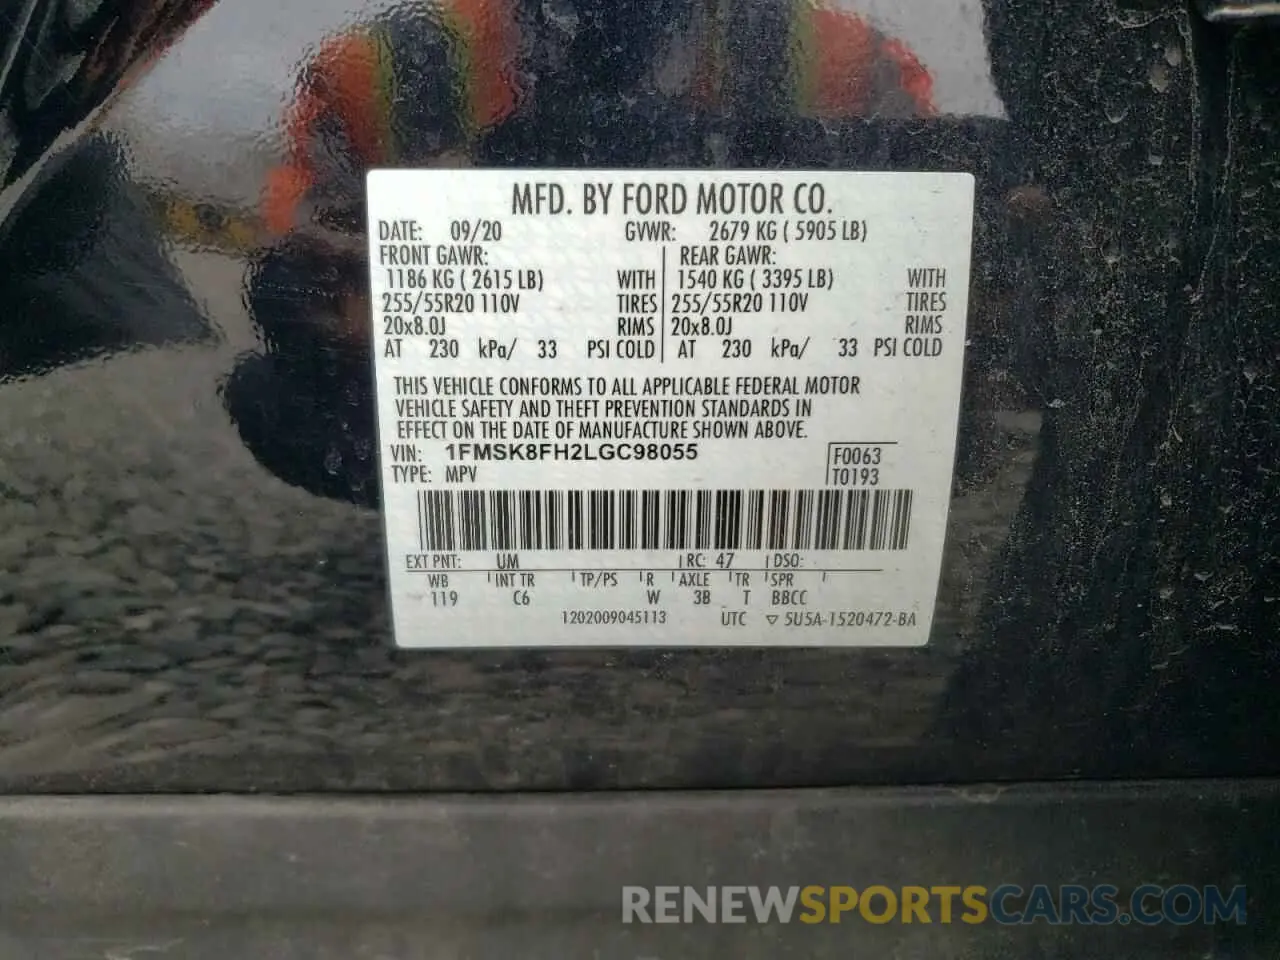 MFD. BY FORD MOTOR CO.
DATE: 09/20 GVWR: 2679 KG ( 5905 LB)
FRONT GAWR: REAR GAWR:
1186 KG ( 2615 LB) WITH 1540 KG ( 3395 LB) WITH
255/55R20 110V TIRES 255/55R20 110V TIRES
20x8.0J RIMS 20x8.0J RIMS
AT 230 kPa/ 33 PSI COLD AT 230 kPa/ 33 PSI COLD
THIS VEHICLE CONFORMS TO ALL APPLICABLE FEDERAL MOTOR
VEHICLE SAFETY AND THEFT PREVENTION STANDARDS IN
EFFECT ON THE DATE OF MANUFACTURE SHOWN ABOVE.
VIN: 1FMSK8FH2LGC98055 F0063
TYPE: MPV T0193
EXT PNT: UM RC: 47 DSO:
WB INT TR TP/PS R AXLE TR SPR
119 C6 W 3B T BBCC
1202009045113 UTC ▽ 5U5A-1520472-BA
RENEWSPORTSCARS.COM